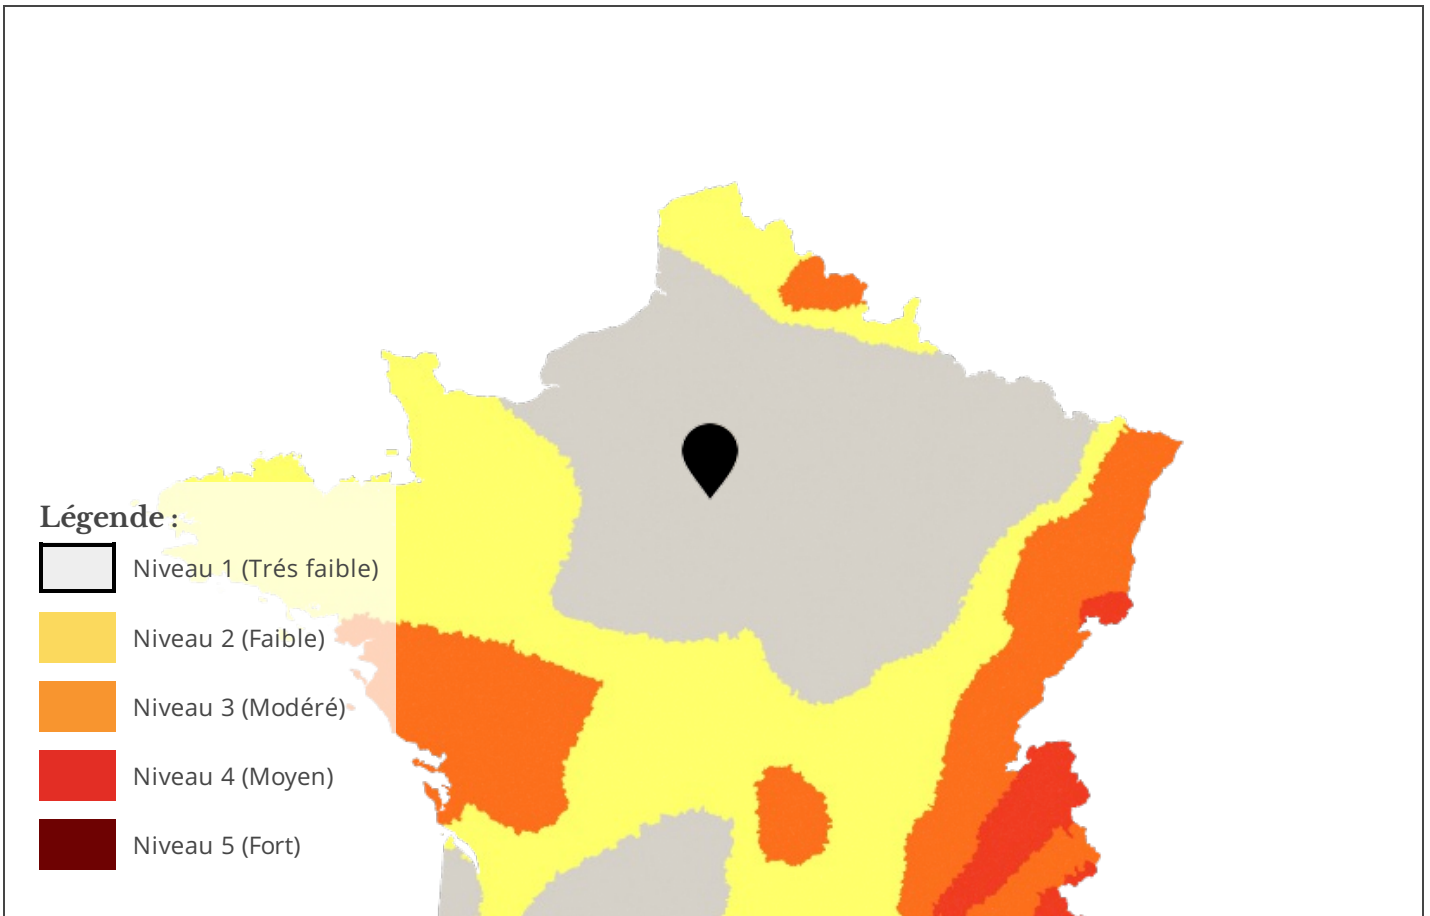 Légende :
Niveau 1 (Trés faible)
Niveau 2 (Faible)
Niveau 3 (Modéré)
Niveau 4 (Moyen)
Niveau 5 (Fort)